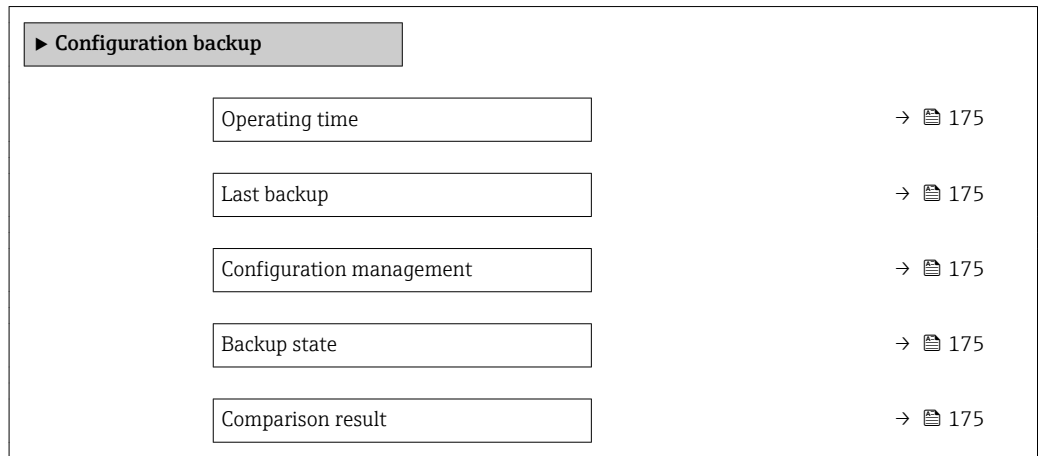 ► Configuration backup
Operating time → 🖹 175
Last backup → 🖹 175
Configuration management → 🖹 175
Backup state → 🖹 175
Comparison result → 🖹 175